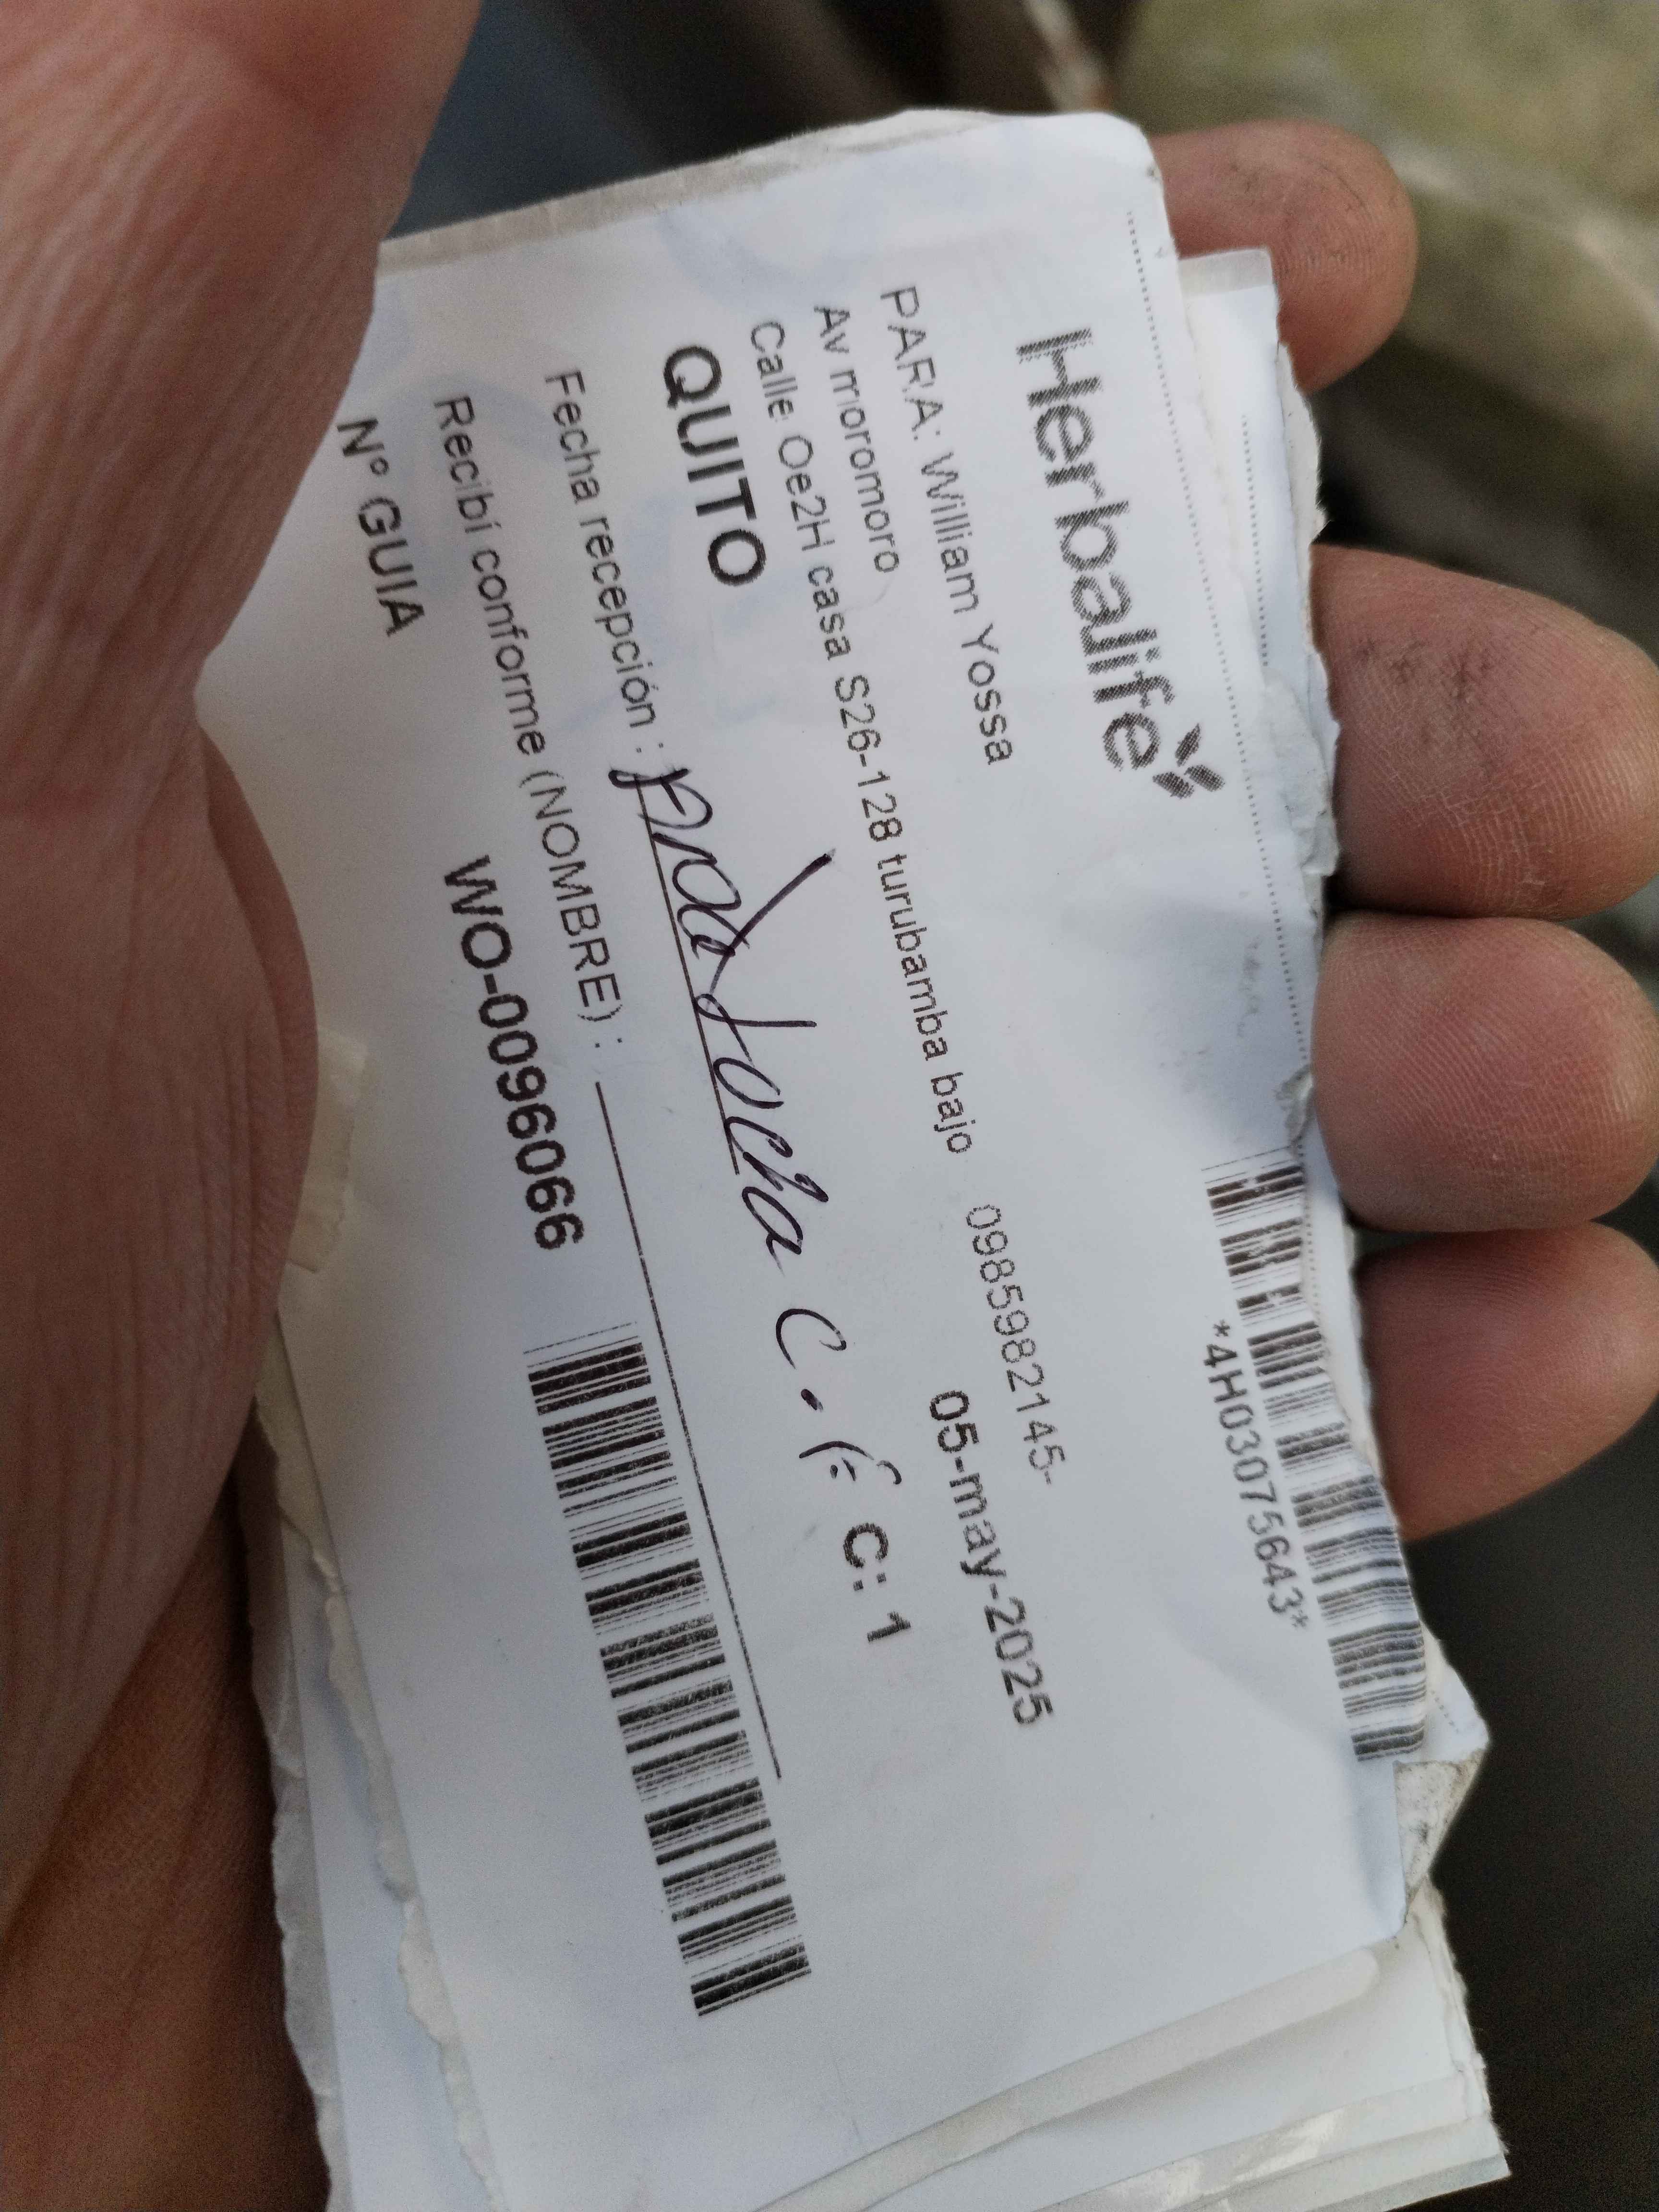 Herbalife
*4H03075643*
PARA: William Yossa 0985982145-
Av moromoro
Calle Oe2H casa S26-128 turubamba bajo 05-may-2025
QUITO C: 1
Fecha recepción :
Recibí conforme (NOMBRE) :
N° GUIA WO-0096066